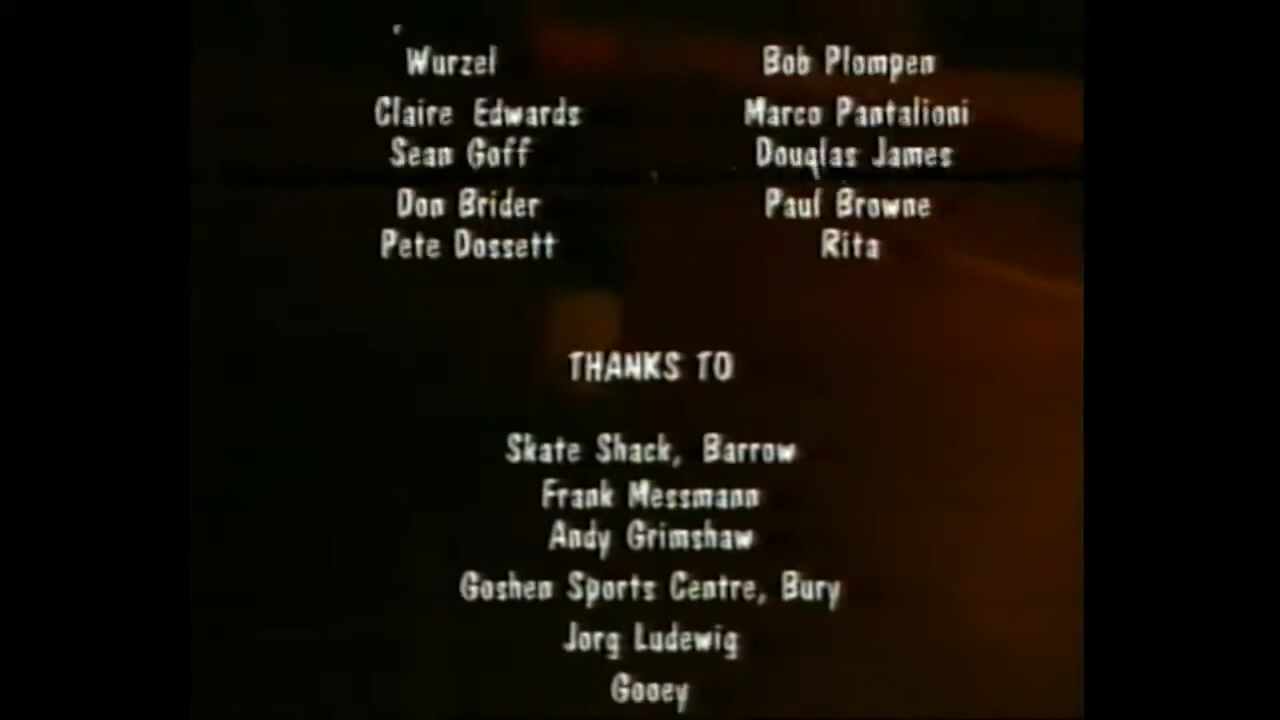 Wurzel
Bob Plompen
Claire Edwards
Marco Pantalioni
Sean Goff
Douglas James
Don Brider
Paul Browne
Pete Dossett
Rita
THANKS TO
Skate Shack, Barrow
Frank Messmann
Andy Grimshaw
Goshen Sports Centre, Bury
Jorg Ludewig
Gooey